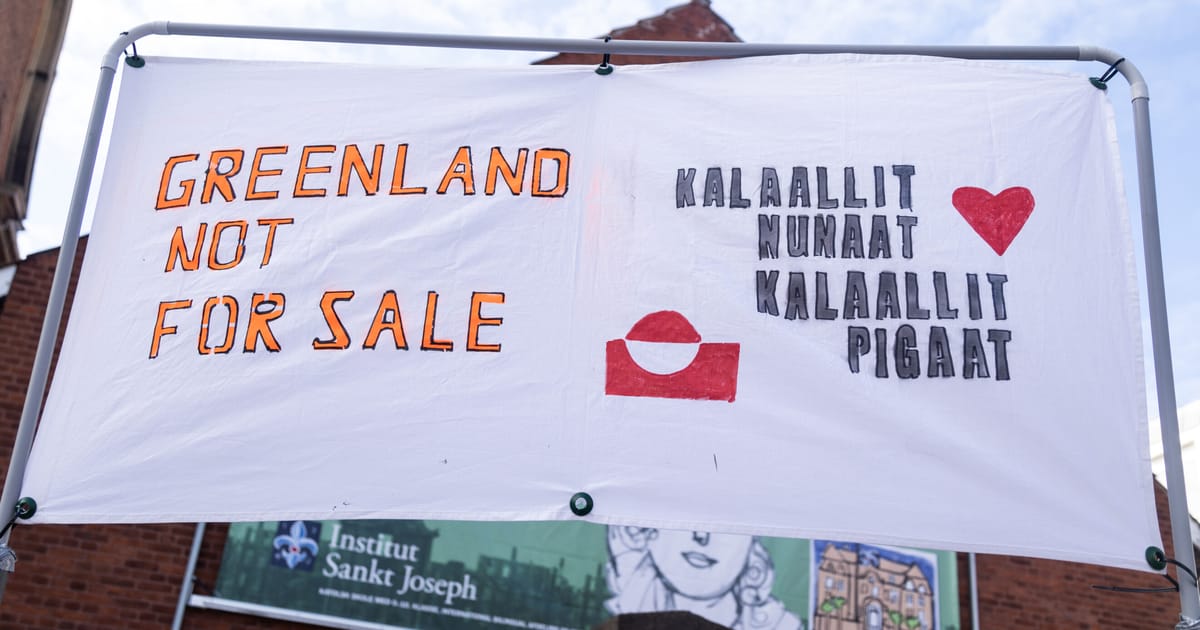 GREENLAND
NOT
FOR SALE
KALAALLIT
NUNAAT
KALAALLIT
PIGAAT
Institut
Sankt Joseph